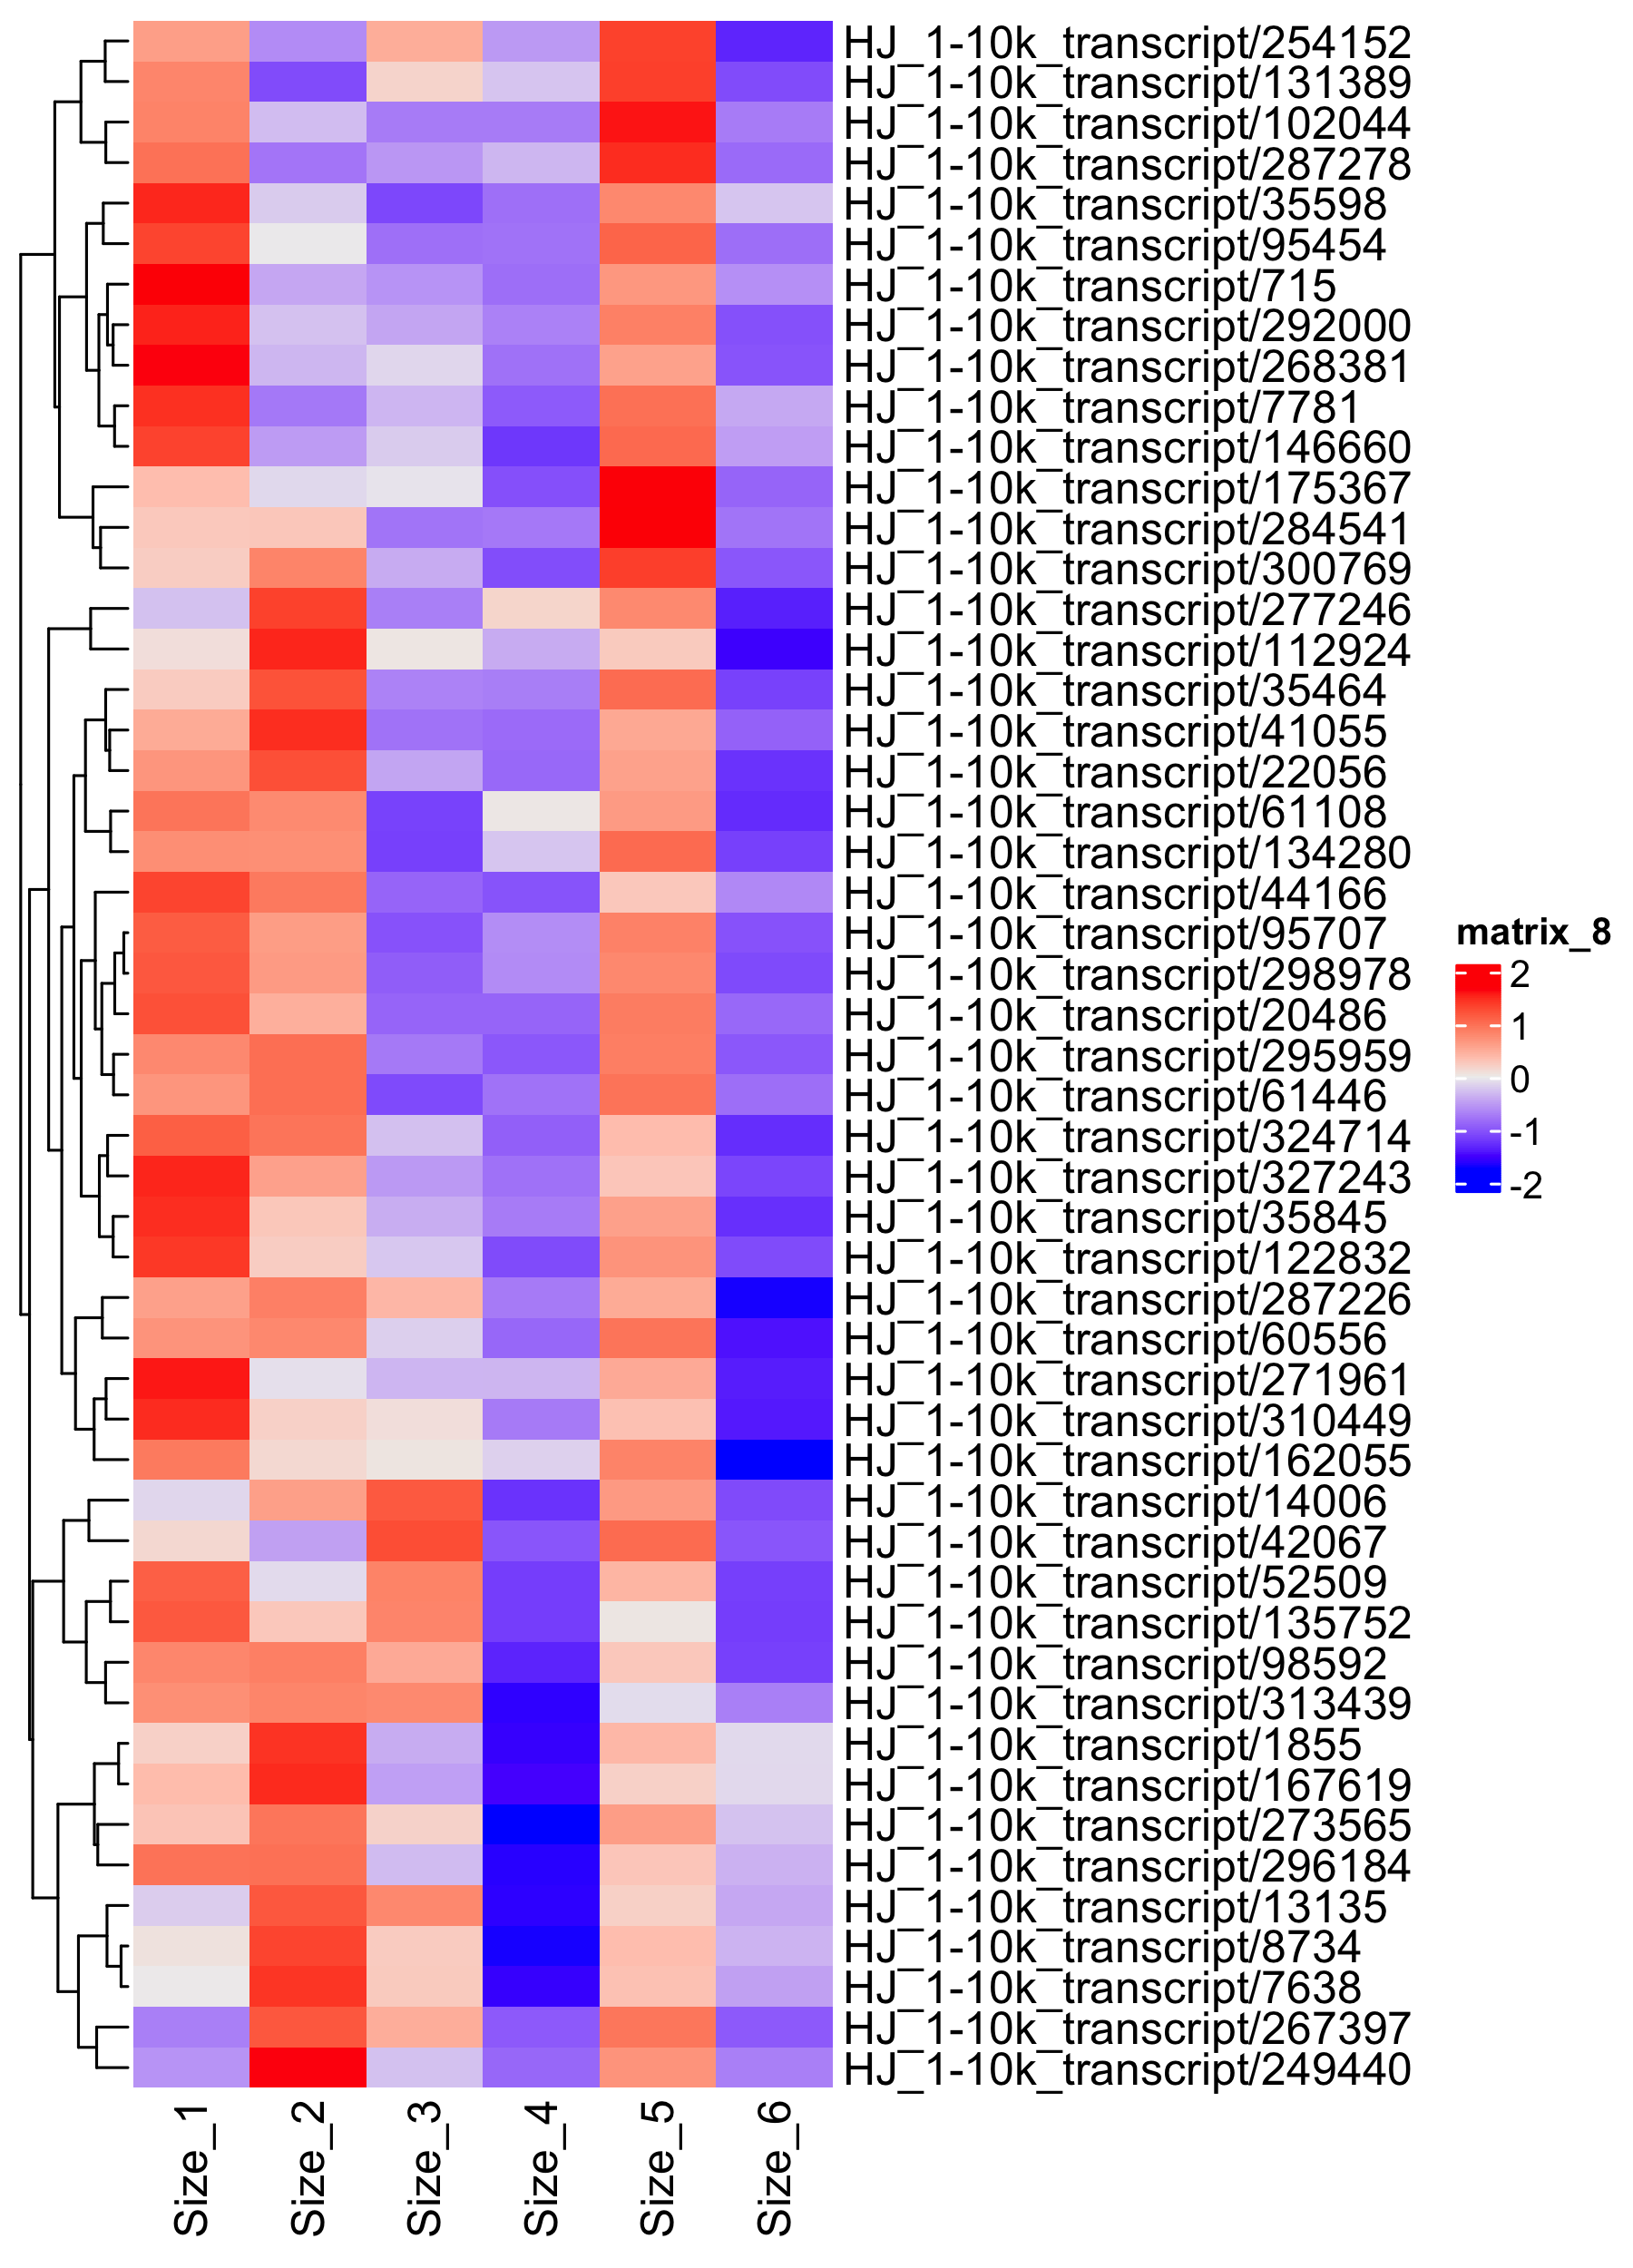 HJ_1-10k_transcript/254152
HJ_1-10k_transcript/131389
HJ_1-10k_transcript/102044
HJ_1-10k_transcript/287278
HJ_1-10k_transcript/35598
HJ_1-10k_transcript/95454
HJ_1-10k_transcript/715
HJ_1-10k_transcript/292000
HJ_1-10k_transcript/268381
HJ_1-10k_transcript/7781
HJ_1-10k_transcript/146660
HJ_1-10k_transcript/175367
HJ_1-10k_transcript/284541
HJ_1-10k_transcript/300769
HJ_1-10k_transcript/277246
HJ_1-10k_transcript/112924
HJ_1-10k_transcript/35464
HJ_1-10k_transcript/41055
HJ_1-10k_transcript/22056
HJ_1-10k_transcript/61108
HJ_1-10k_transcript/134280
HJ_1-10k_transcript/44166
HJ_1-10k_transcript/95707
HJ_1-10k_transcript/298978
HJ_1-10k_transcript/20486
HJ_1-10k_transcript/295959
HJ_1-10k_transcript/61446
HJ_1-10k_transcript/324714
HJ_1-10k_transcript/327243
HJ_1-10k_transcript/35845
HJ_1-10k_transcript/122832
HJ_1-10k_transcript/287226
HJ_1-10k_transcript/60556
HJ_1-10k_transcript/271961
HJ_1-10k_transcript/310449
HJ_1-10k_transcript/162055
HJ_1-10k_transcript/14006
HJ_1-10k_transcript/42067
HJ_1-10k_transcript/52509
HJ_1-10k_transcript/135752
HJ_1-10k_transcript/98592
HJ_1-10k_transcript/313439
HJ_1-10k_transcript/1855
HJ_1-10k_transcript/167619
HJ_1-10k_transcript/273565
HJ_1-10k_transcript/296184
HJ_1-10k_transcript/13135
HJ_1-10k_transcript/8734
HJ_1-10k_transcript/7638
HJ_1-10k_transcript/267397
HJ_1-10k_transcript/249440
matrix_8
2
1
0
-1
-2
Size_1
Size_2
Size_3
Size_4
Size_5
Size_6